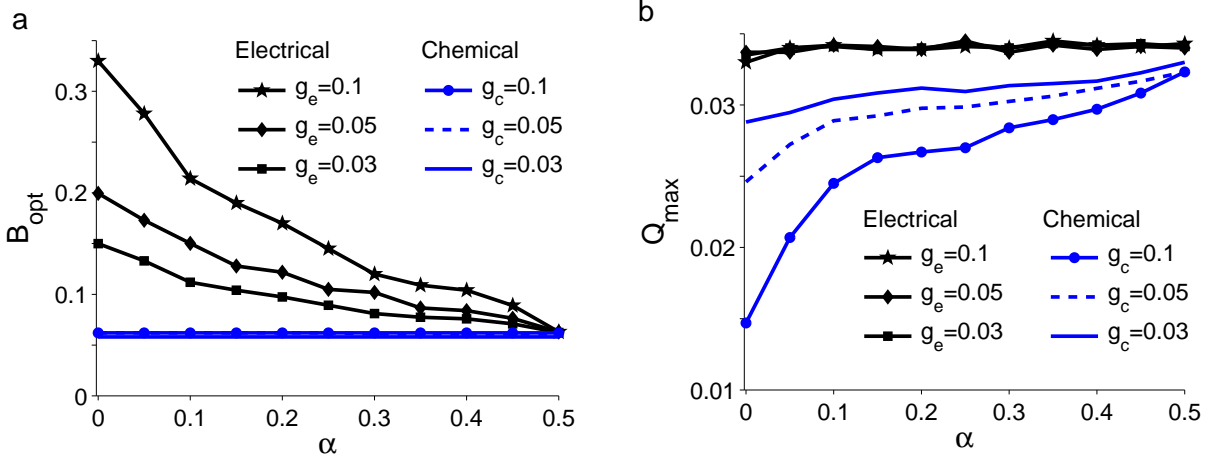 a
B_opt
0.3
0.2
0.1
0
0 0.1 0.2 0.3 0.4 0.5
α
Electrical Chemical
g_e=0.1 g_c=0.1
g_e=0.05 g_c=0.05
g_e=0.03 g_c=0.03
b
Q_max
0.03
0.02
0.01
0 0.1 0.2 0.3 0.4 0.5
α
Electrical Chemical
g_e=0.1 g_c=0.1
g_e=0.05 g_c=0.05
g_e=0.03 g_c=0.03